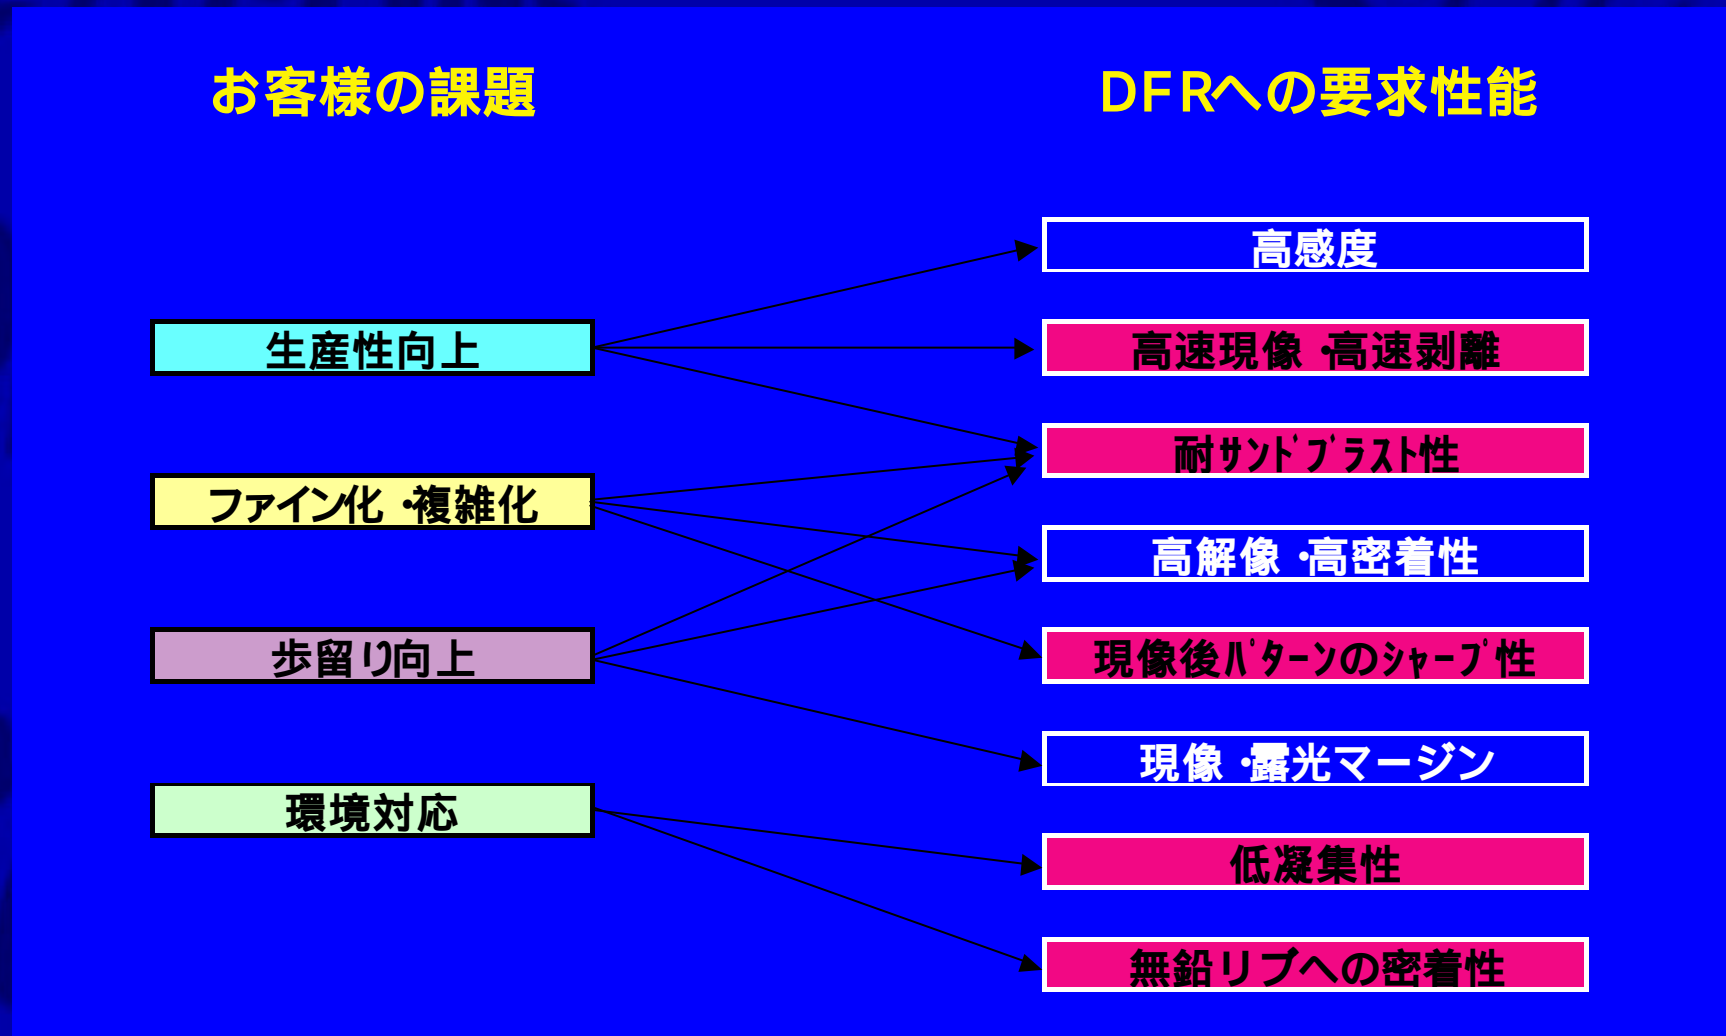 お客様の課題
DFRへの要求性能
生産性向上
ファイン化・複雑化
歩留り向上
環境対応
高感度
高速現像・高速剥離
耐ｻﾝﾄﾞﾌﾞﾗｽﾄ性
高解像・高密着性
現像後ﾊﾟﾀｰﾝのｼｬｰﾌﾟ性
現像・露光マージン
低凝集性
無鉛リブへの密着性